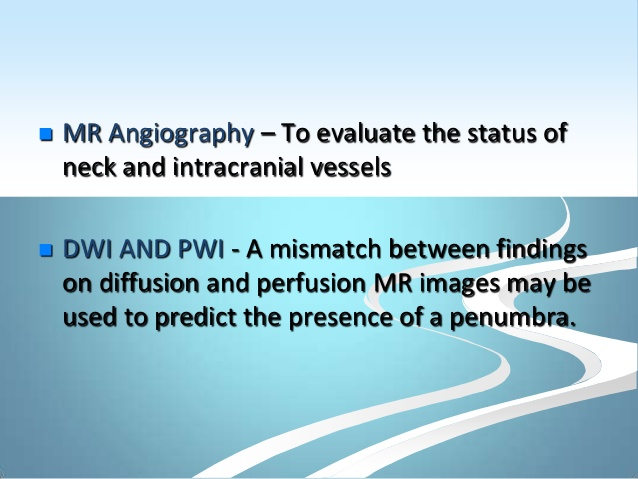 MR Angiography – To evaluate the status of
neck and intracranial vessels
DWI AND PWI - A mismatch between findings
on diffusion and perfusion MR images may be
used to predict the presence of a penumbra.